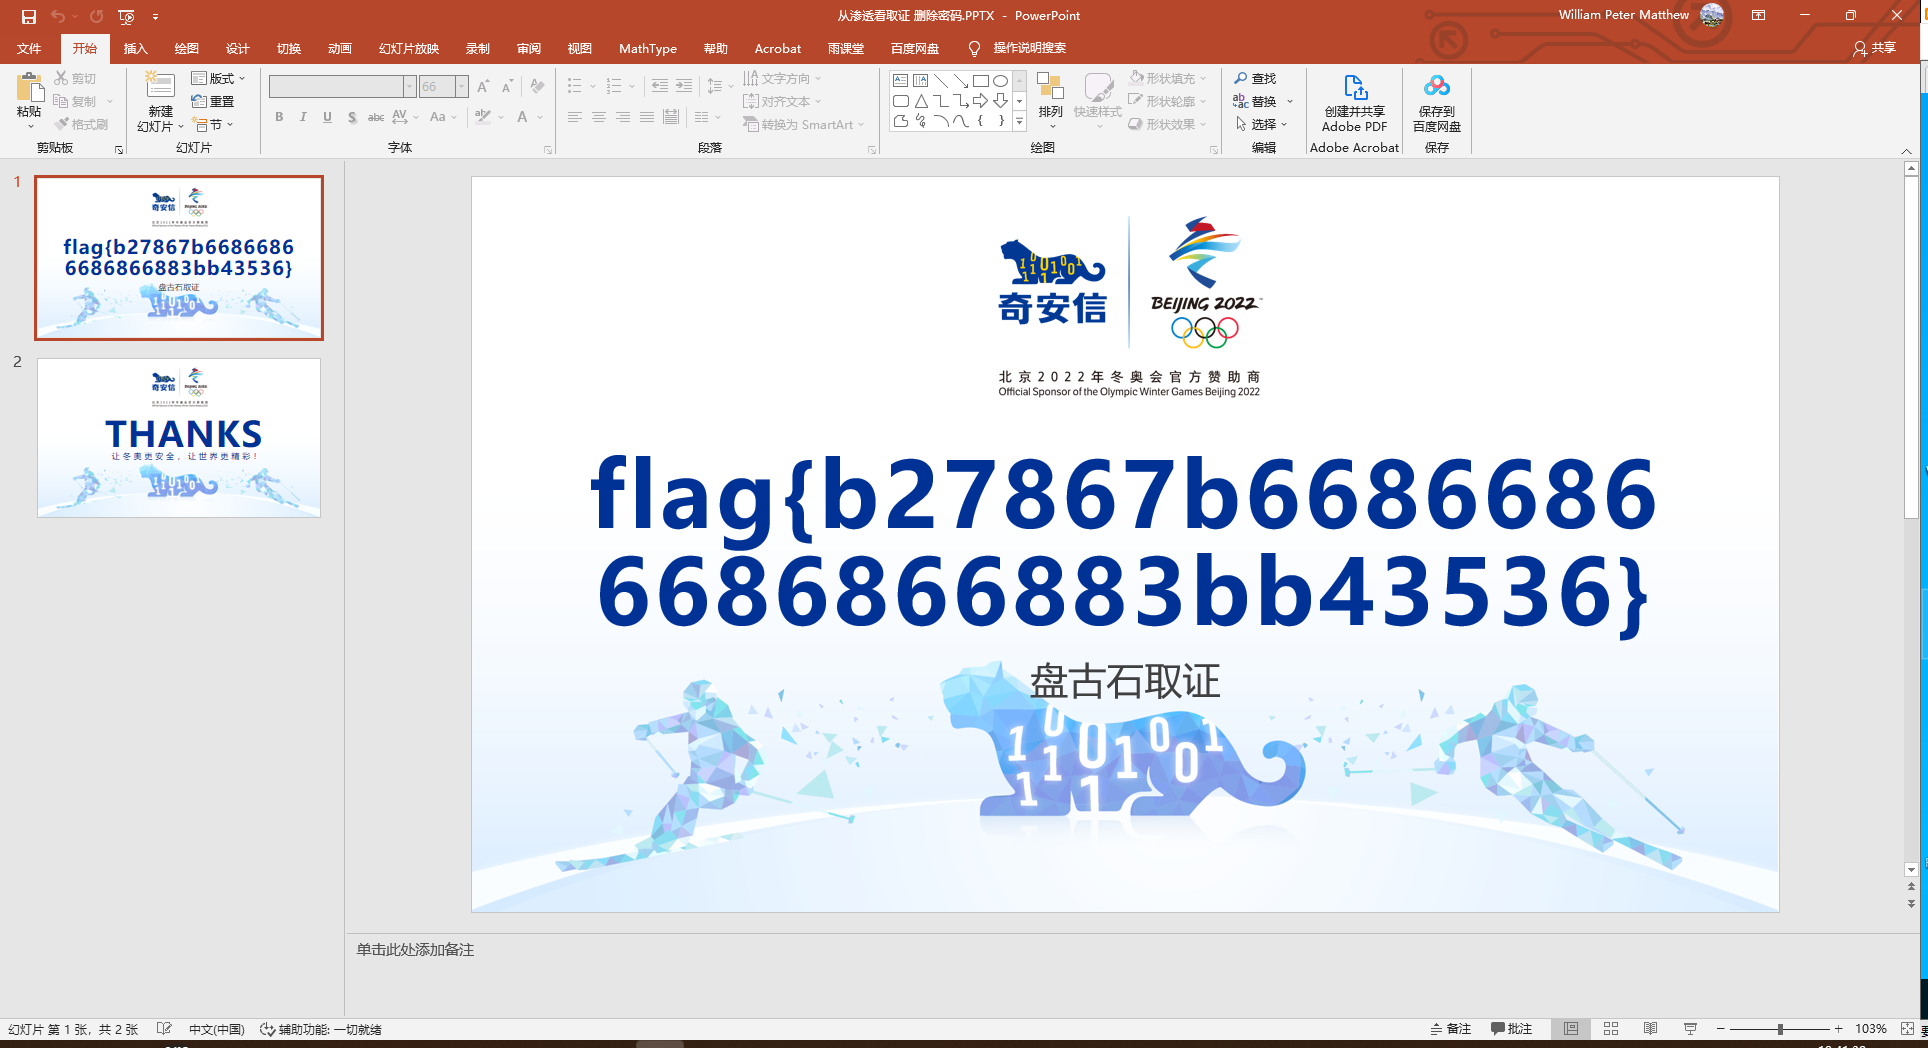 从渗透看取证 删除密码.PPTX - PowerPoint
William Peter Matthew
文件 开始 插入 绘图 设计 切换 动画 幻灯片放映 录制 审阅 视图 MathType 帮助 Acrobat 雨课堂 百度网盘 操作说明搜索 共享
粘贴
剪切
复制
格式刷
剪贴板
新建
幻灯片
版式
重置
节
幻灯片
66
B I U S abc AV Aa A
字体
文字方向
对齐文本
转换为 SmartArt
段落
排列
快速样式
形状填充
形状轮廓
形状效果
绘图
查找
替换
选择
编辑
创建并共享
Adobe PDF
Adobe Acrobat
保存到
百度网盘
保存
1
奇安信
BEIJING 2022
flag{b27867b6686686
6686866883bb43536}
盘古石取证
2
奇安信
BEIJING 2022
THANKS
让冬奥更安全，让世界更精彩！
奇安信
BEIJING 2022™
北京2022年冬奥会官方赞助商
Official Sponsor of the Olympic Winter Games Beijing 2022
flag{b27867b6686686
6686866883bb43536}
盘古石取证
单击此处添加备注
幻灯片 第 1 张，共 2 张 中文(中国) 辅助功能: 一切就绪
备注 批注 103%